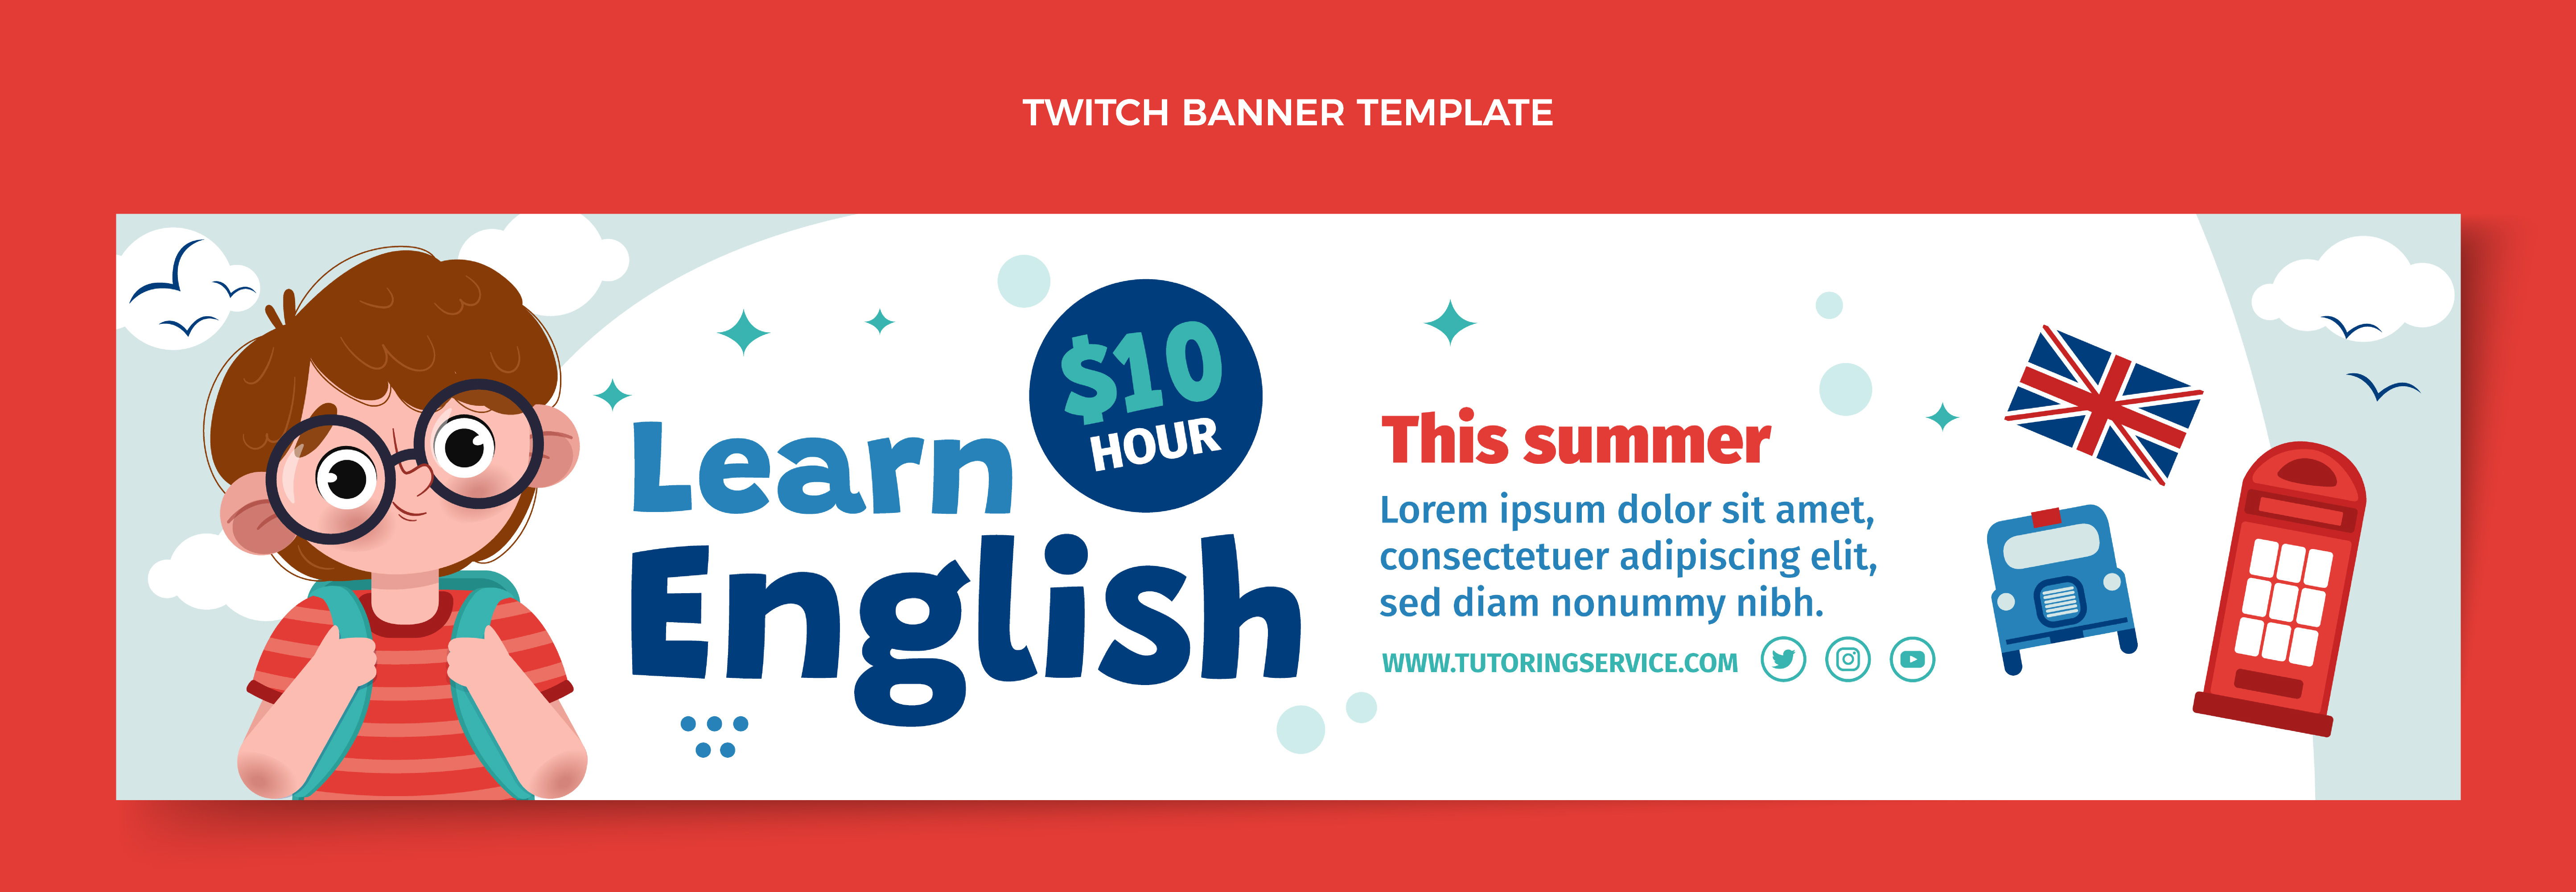 TWITCH BANNER TEMPLATE
Learn
English
$10
HOUR
This summer
Lorem ipsum dolor sit amet,
consectetuer adipiscing elit,
sed diam nonummy nibh.
WWW.TUTORINGSERVICE.COM